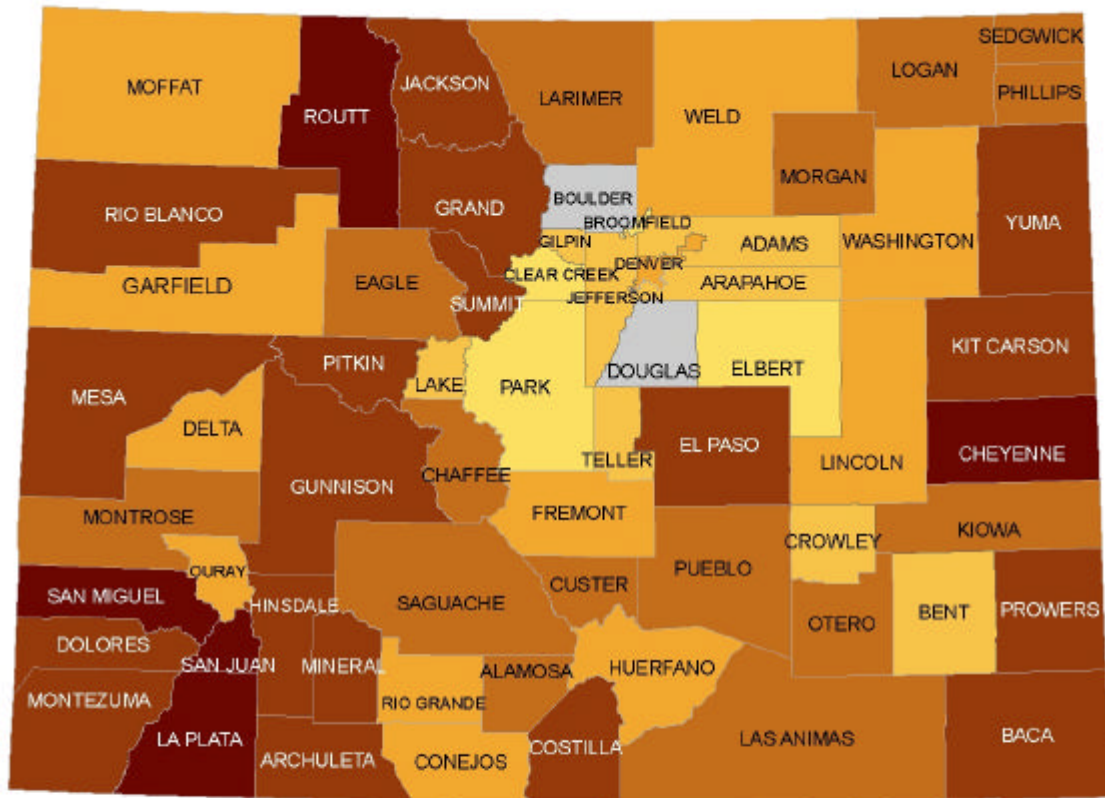 SEDGWICK
LOGAN
MOFFAT
JACKSON
LARIMER
PHILLIPS
ROUTT
WELD
MORGAN
BOULDER
RIO BLANCO
GRAND
BROOMFIELD
YUMA
GILPIN
ADAMS
WASHINGTON
DENVER
CLEAR CREEK
EAGLE
GARFIELD
ARAPAHOE
JEFFERSON
SUMMIT
KIT CARSON
PITKIN
LAKE
PARK
DOUGLAS
ELBERT
MESA
DELTA
EL PASO
CHEYENNE
TELLER
LINCOLN
CHAFFEE
GUNNISON
MONTROSE
FREMONT
KIOWA
CROWLEY
OURAY
PUEBLO
CUSTER
SAN MIGUEL
HINSDALE
SAGUACHE
BENT
PROWERS
OTERO
DOLORES
SAN JUAN
MINERAL
ALAMOSA
HUERFANO
MONTEZUMA
RIO GRANDE
LA PLATA
BACA
LAS ANIMAS
COSTILLA
ARCHULETA
CONEJOS